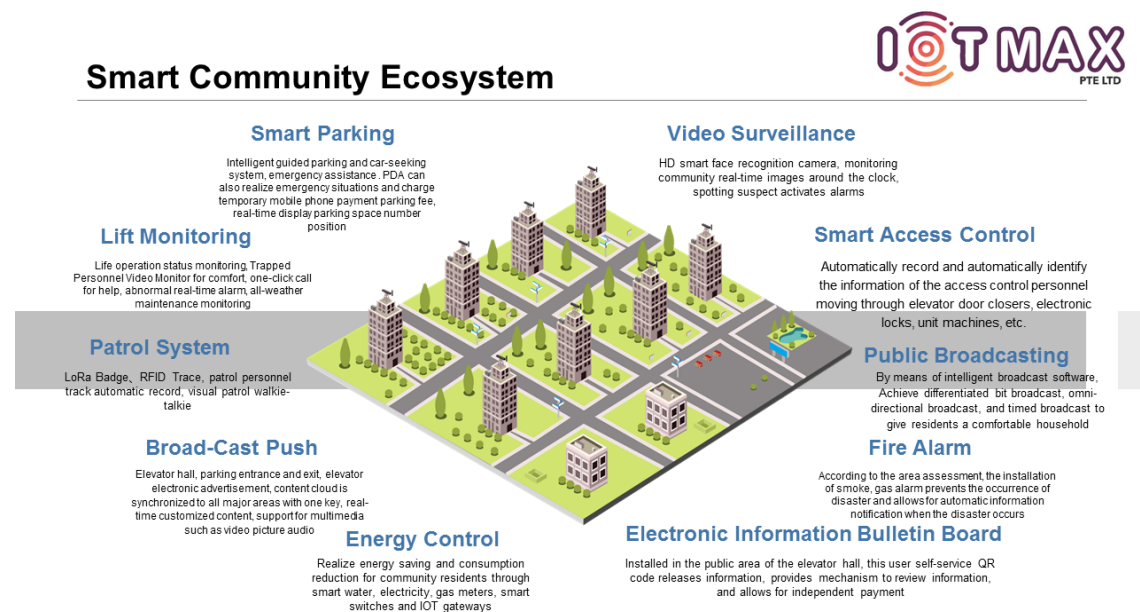 IOT MAX
PTE LTD
Smart Community Ecosystem
Smart Parking
Intelligent guided parking and car-seeking
system, emergency assistance. PDA can
also realize emergency situations and charge
temporary mobile phone payment parking fee,
real-time display parking space number
position
Video Surveillance
HD smart face recognition camera, monitoring
community real-time images around the clock,
spotting suspect activates alarms
Lift Monitoring
Life operation status monitoring, Trapped
Personnel Video Monitor for comfort, one-click call
for help, abnormal real-time alarm, all-weather
maintenance monitoring
Smart Access Control
Automatically record and automatically identify
the information of the access control personnel
moving through elevator door closers, electronic
locks, unit machines, etc.
Patrol System
LoRa Badge、RFID Trace, patrol personnel
track automatic record, visual patrol walkie-
talkie
Public Broadcasting
By means of intelligent broadcast software,
Achieve differentiated bit broadcast, omni-
directional broadcast, and timed broadcast to
give residents a comfortable household
Broad-Cast Push
Elevator hall, parking entrance and exit, elevator
electronic advertisement, content cloud is
synchronized to all major areas with one key, real-
time customized content, support for multimedia
such as video picture audio
Fire Alarm
According to the area assessment, the installation
of smoke, gas alarm prevents the occurrence of
disaster and allows for automatic information
notification when the disaster occurs
Energy Control
Realize energy saving and consumption
reduction for community residents through
smart water, electricity, gas meters, smart
switches and IOT gateways
Electronic Information Bulletin Board
Installed in the public area of the elevator hall, this user self-service QR
code releases information, provides mechanism to review information,
and allows for independent payment